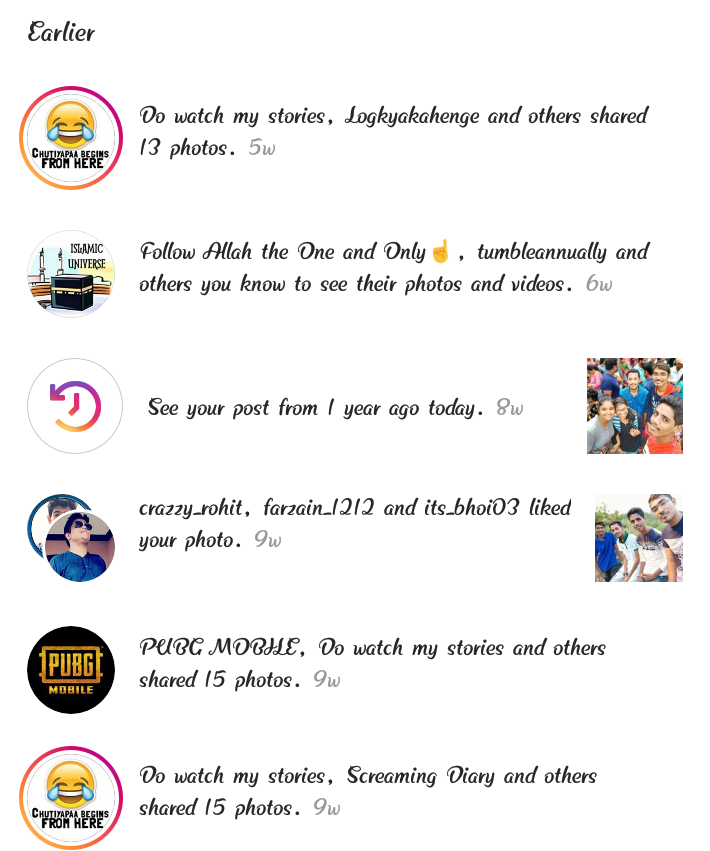 Earlier
CHUTIYAPAA BEGINS
FROM HERE
Do watch my stories, Logkyakahenge and others shared
13 photos. 5w
ISLAMIC
UNIVERSE
Follow Allah the One and Only☝, tumbleannually and
others you know to see their photos and videos. 6w
See your post from 1 year ago today. 8w
crazzy_rohit, farzain_1212 and its_bhoi03 liked
your photo. 9w
PUBG
MOBILE
PUBG MOBILE, Do watch my stories and others
shared 15 photos. 9w
CHUTIYAPAA BEGINS
FROM HERE
Do watch my stories, Screaming Diary and others
shared 15 photos. 9w